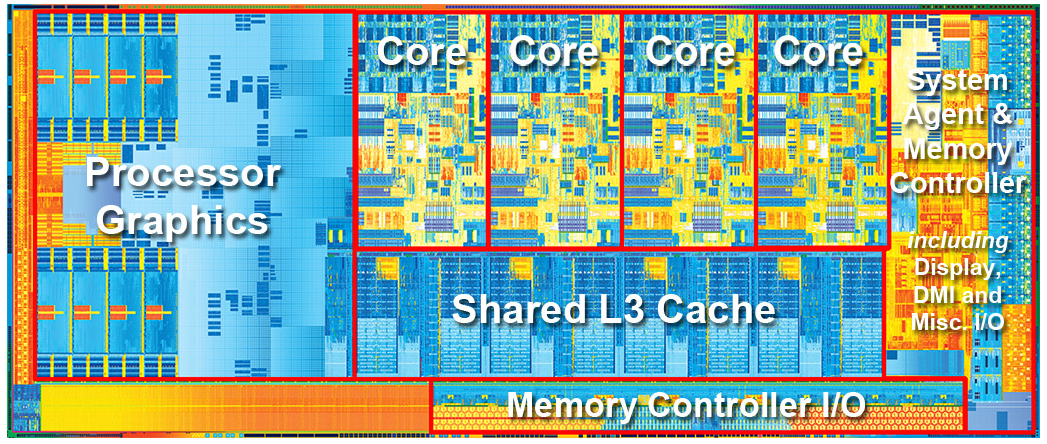 Processor
Graphics
Core
Core
Core
Core
System
Agent &
Memory
Controller
including
Display,
DMI and
Misc. I/O
Shared L3 Cache
Memory Controller I/O